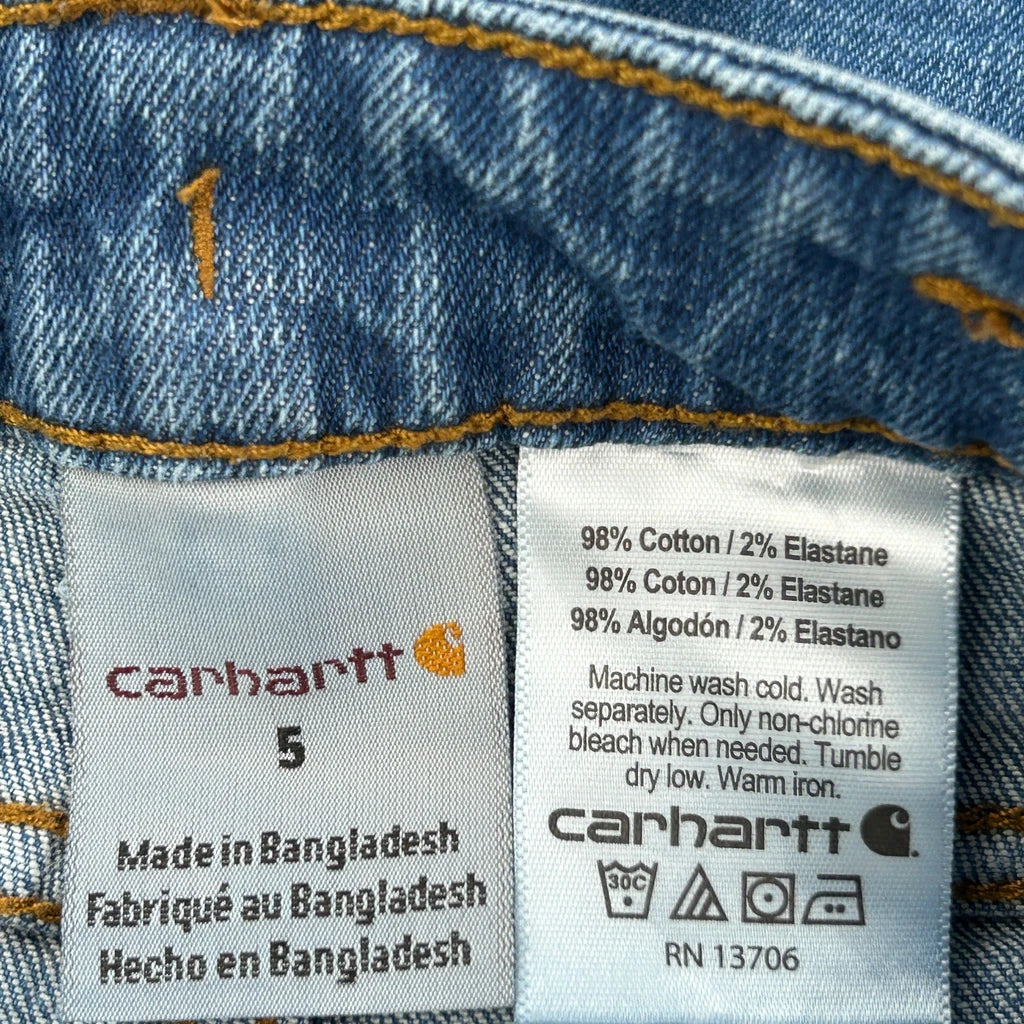 carhartt
5
Made in Bangladesh
Fabriqué au Bangladesh
Hecho en Bangladesh
98% Cotton / 2% Elastane
98% Coton / 2% Elastane
98% Algodón / 2% Elastano
Machine wash cold. Wash
separately. Only non-chlorine
bleach when needed. Tumble
dry low. Warm iron.
carhartt
30C
RN 13706